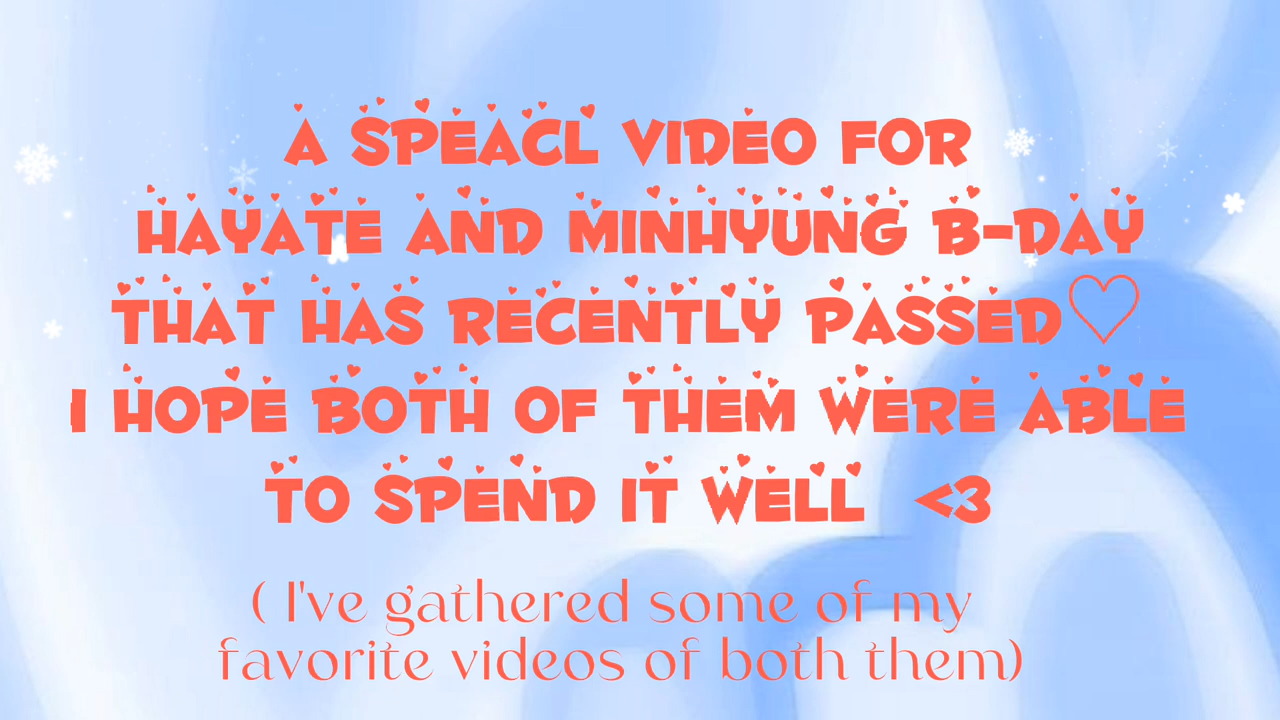 A SPEACL VIDEO FOR
HAYATE AND MINHYUNG B-DAY
THAT HAS RECENTLY PASSED♡
I HOPE BOTH OF THEM WERE ABLE
TO SPEND IT WELL <3
( I've gathered some of my
favorite videos of both them)